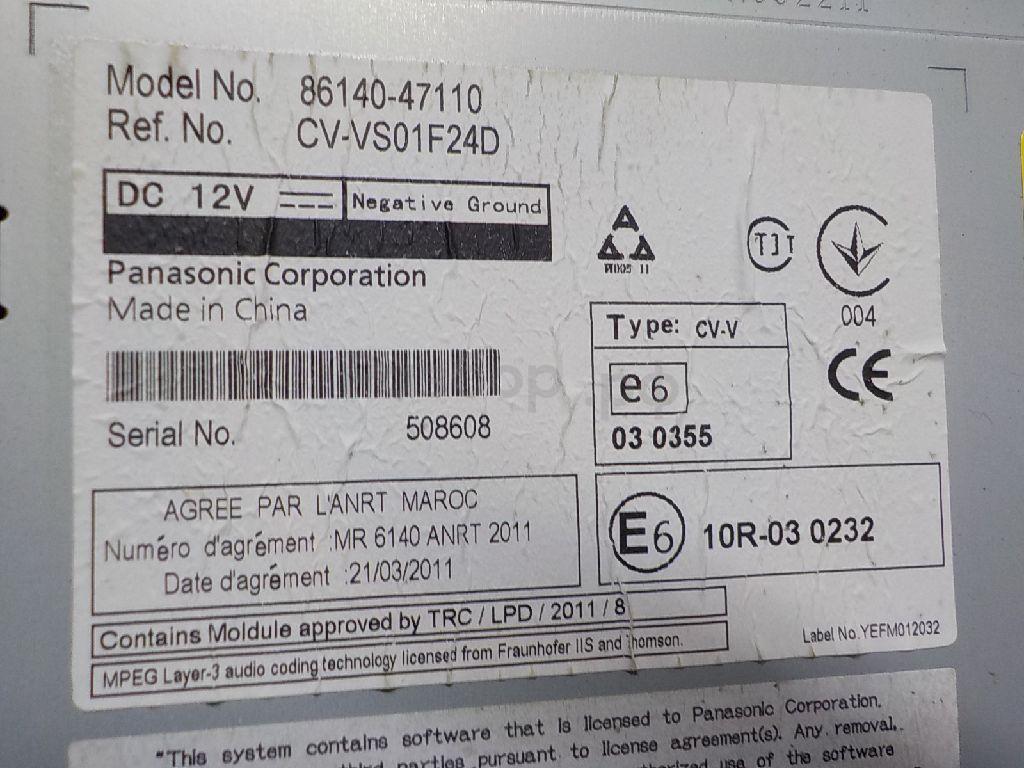 Model No. 86140-47110
Ref. No. CV-VS01F24D
DC 12V Negative Ground
Panasonic Corporation
Made in China
Serial No. 508608
004
Type: CV-V
e6
03 0355
CE
E6 10R-03 0232
AGREE PAR L'ANRT MAROC
Numéro d'agrément :MR 6140 ANRT 2011
Date d'agrément :21/03/2011
Contains Moldule approved by TRC / LPD / 2011 / 8
MPEG Layer-3 audio coding technology licensed from Fraunhofer IIS and Thomson.
Label No.YEFM012032
"This system contains software that is licensed to Panasonic Corporation.
parties pursuant to license agreement(s). Any removal,
use of the software